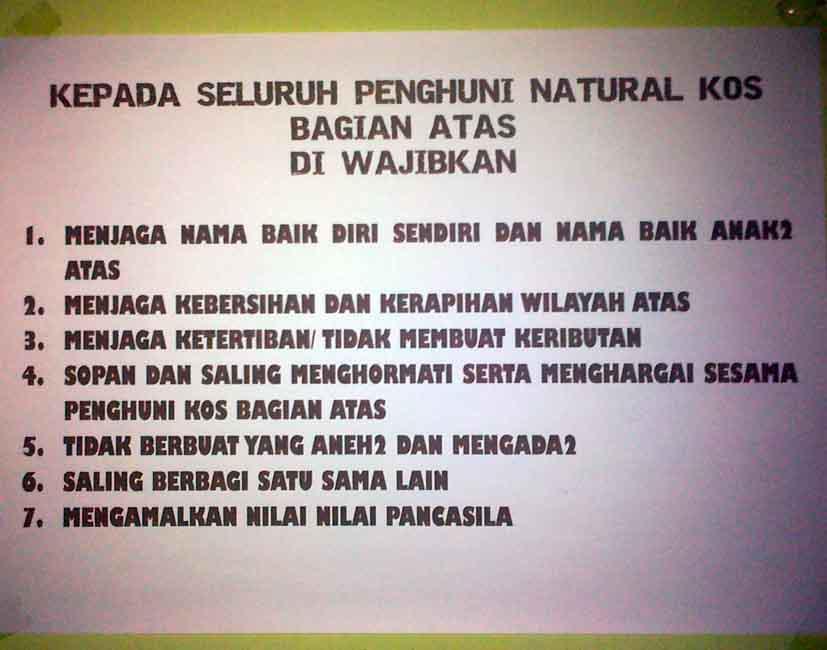 KEPADA SELURUH PENGHUNI NATURAL KOS
BAGIAN ATAS
DI WAJIBKAN
1. MENJAGA NAMA BAIK DIRI SENDIRI DAN NAMA BAIK ANAK2
ATAS
2. MENJAGA KEBERSIHAN DAN KERAPIHAN WILAYAH ATAS
3. MENJAGA KETERTIBAN/ TIDAK MEMBUAT KERIBUTAN
4. SOPAN DAN SALING MENGHORMATI SERTA MENGHARGAI SESAMA
PENGHUNI KOS BAGIAN ATAS
5. TIDAK BERBUAT YANG ANEH2 DAN MENGADA2
6. SALING BERBAGI SATU SAMA LAIN
7. MENGAMALKAN NILAI NILAI PANCASILA